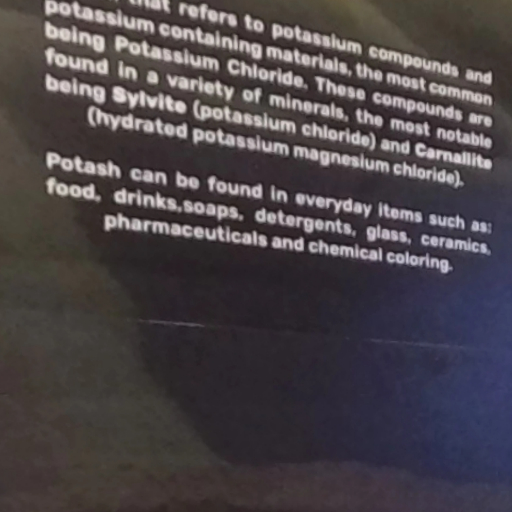 that refers to potassium compounds and
potassium containing materials, the most common
being Potassium Chloride. These compounds are
found in a variety of minerals, the most notable
being Sylvite (potassium chloride) and Carnallite
(hydrated potassium magnesium chloride).
Potash can be found in everyday items such as:
food, drinks,soaps, detergents, glass, ceramics,
pharmaceuticals and chemical coloring.